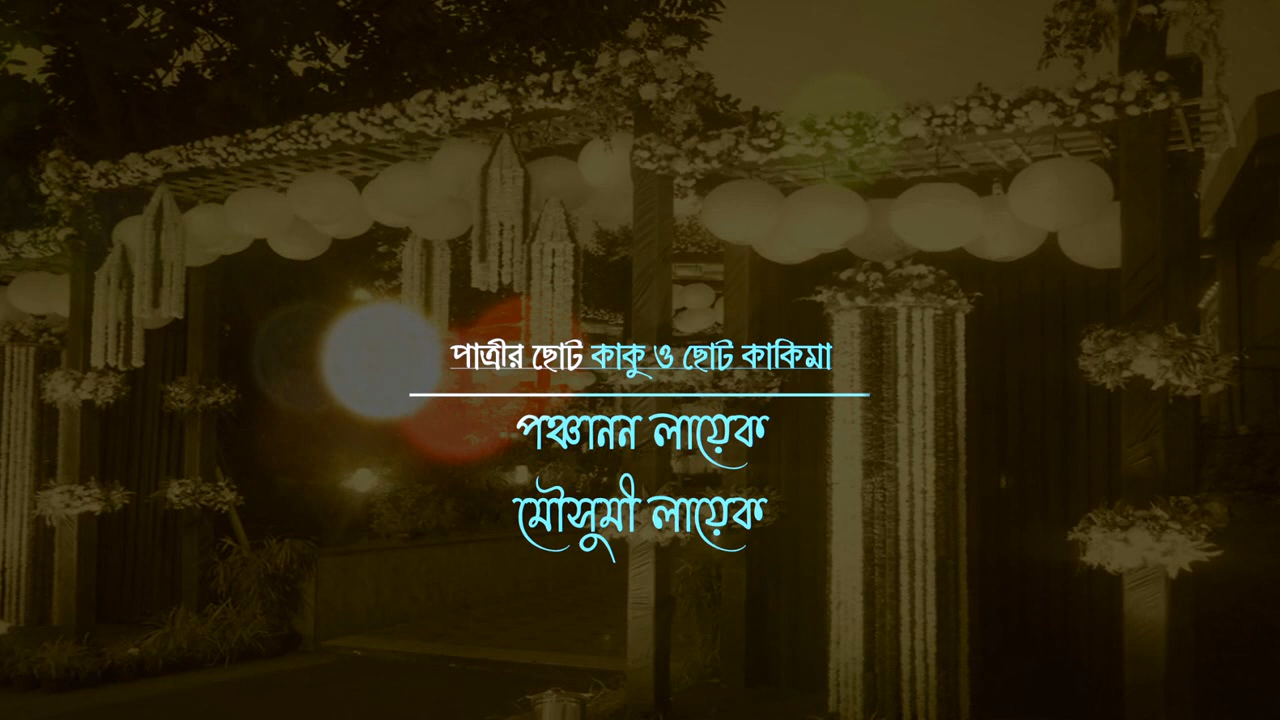 পাত্রীর ছোট কাকু ও ছোট কাকিমা
পঞ্চানন লায়েক
মৌসুমী লায়েক